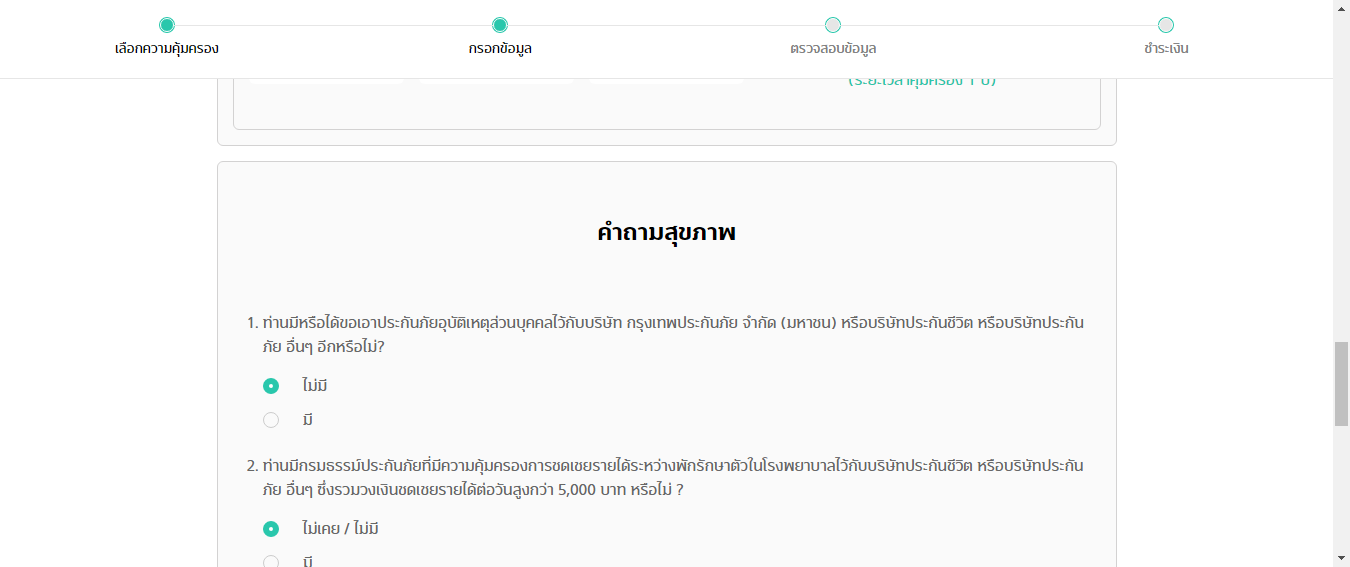 เลือกความคุ้มครอง
กรอกข้อมูล
ตรวจสอบข้อมูล
ชำระเงิน
(ระยะเวลาคุ้มครอง 1 ปี)
คำถามสุขภาพ
1. ท่านมีหรือได้ขอเอาประกันภัยอุบัติเหตุส่วนบุคคลไว้กับบริษัท กรุงเทพประกันภัย จำกัด (มหาชน) หรือบริษัทประกันชีวิต หรือบริษัทประกัน
ภัย อื่นๆ อีกหรือไม่?
ไม่มี
มี
2. ท่านมีกรมธรรม์ประกันภัยที่มีความคุ้มครองการชดเชยรายได้ระหว่างพักรักษาตัวในโรงพยาบาลไว้กับบริษัทประกันชีวิต หรือบริษัทประกัน
ภัย อื่นๆ ซึ่งรวมวงเงินชดเชยรายได้ต่อวันสูงกว่า 5,000 บาท หรือไม่ ?
ไม่เคย / ไม่มี
มี